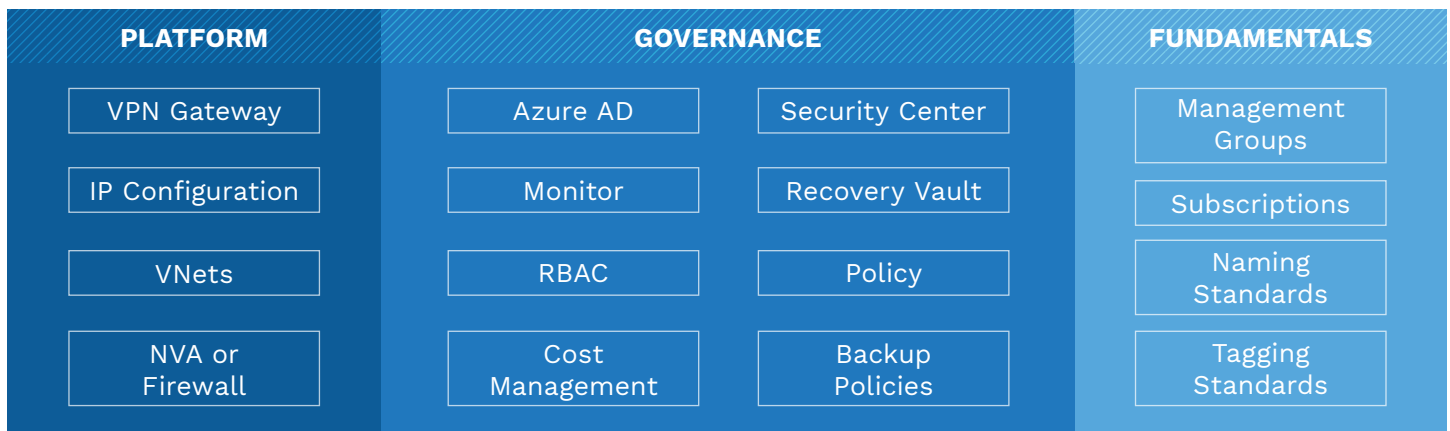 PLATFORM
VPN Gateway
IP Configuration
VNets
NVA or
Firewall
GOVERNANCE
Azure AD
Monitor
RBAC
Cost
Management
Security Center
Recovery Vault
Policy
Backup
Policies
FUNDAMENTALS
Management
Groups
Subscriptions
Naming
Standards
Tagging
Standards